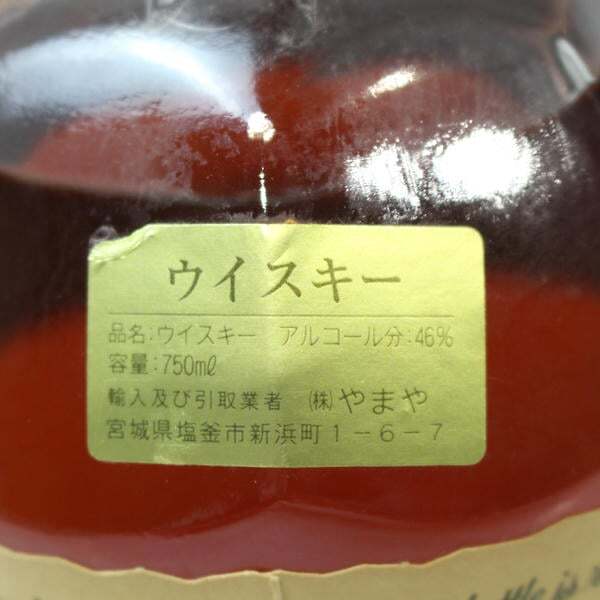 ウイスキー
品名:ウイスキー アルコール分:46%
容量:750mℓ
輸入及び引取業者 (株)やまや
宮城県塩釜市新浜町1-6-7
is